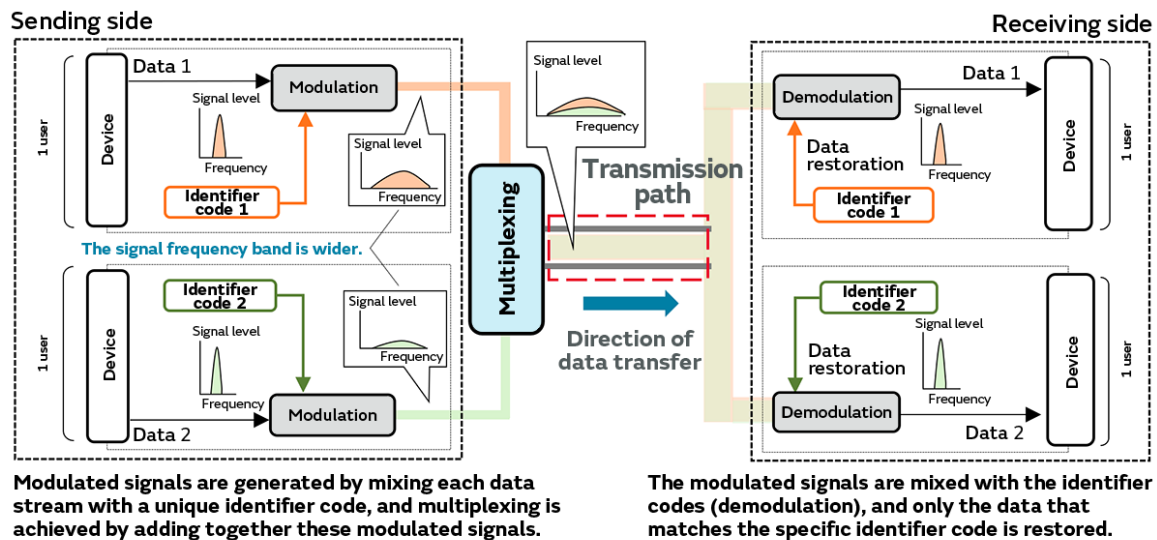 Sending side
Receiving side
1 user
Device
Data 1
Modulation
Signal level
Frequency
Identifier
code 1
Signal level
Frequency
The signal frequency band is wider.
1 user
Device
Identifier
code 2
Signal level
Frequency
Modulation
Data 2
Signal level
Frequency
Multiplexing
Signal level
Frequency
Transmission
path
Direction of
data transfer
Demodulation
Data 1
Data
restoration
Signal level
Frequency
Identifier
code 1
Device
1 user
Identifier
code 2
Data
restoration
Signal level
Frequency
Demodulation
Data 2
Device
1 user
Modulated signals are generated by mixing each data
stream with a unique identifier code, and multiplexing is
achieved by adding together these modulated signals.
The modulated signals are mixed with the identifier
codes (demodulation), and only the data that
matches the specific identifier code is restored.